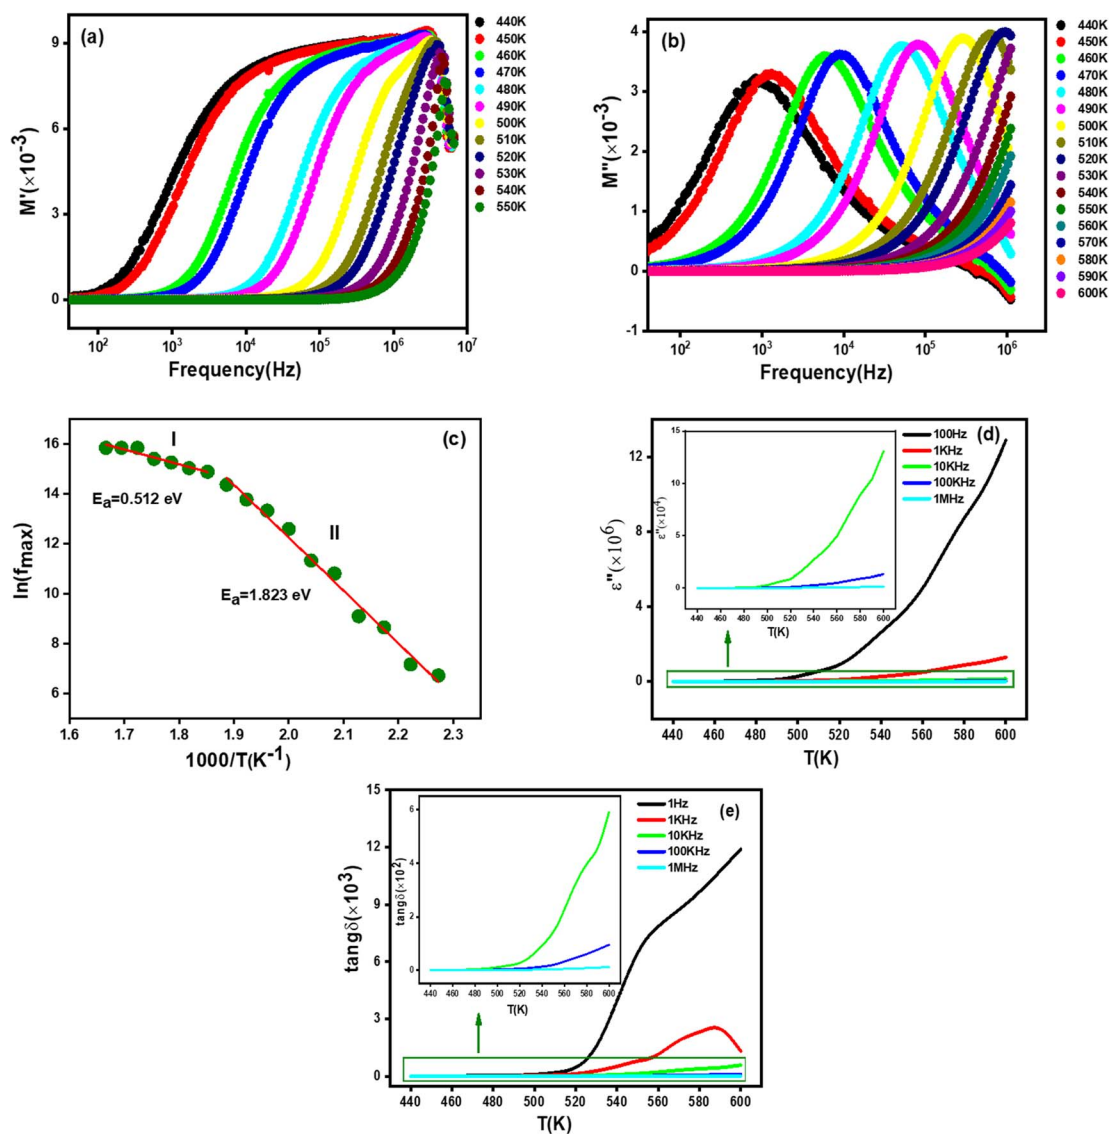 (a)
440K
450K
460K
470K
480K
490K
500K
510K
520K
530K
540K
550K
9
6
3
0
M'(×10⁻³)
10² 10³ 10⁴ 10⁵ 10⁶ 10⁷
Frequency(Hz)
(b)
440K
450K
460K
470K
480K
490K
500K
510K
520K
530K
540K
550K
560K
570K
580K
590K
600K
4
3
2
1
0
-1
M"(×10⁻³)
10² 10³ 10⁴ 10⁵ 10⁶
Frequency(Hz)
(c)
I
Eₐ=0.512 eV
II
Eₐ=1.823 eV
16
14
12
10
8
6
ln(fₘₐₓ)
1.6 1.7 1.8 1.9 2.0 2.1 2.2 2.3
1000/T(K⁻¹)
(d)
100Hz
1KHz
10KHz
100KHz
1MHz
12
8
4
0
ε"(×10⁶)
15
10
5
0
ε"(×10⁴)
440 460 480 500 520 540 560 580 600
T(K)
440 460 480 500 520 540 560 580 600
T(K)
(e)
1Hz
1KHz
10KHz
100KHz
1MHz
15
12
9
6
3
0
tangδ(×10³)
6
4
2
0
tangδ(×10²)
440 460 480 500 520 540 560 580 600
T(K)
440 460 480 500 520 540 560 580 600
T(K)